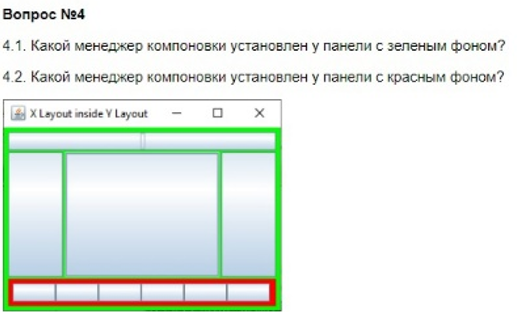 Вопрос №4
4.1. Какой менеджер компоновки установлен у панели с зеленым фоном?
4.2. Какой менеджер компоновки установлен у панели с красным фоном?
X Layout inside Y Layout